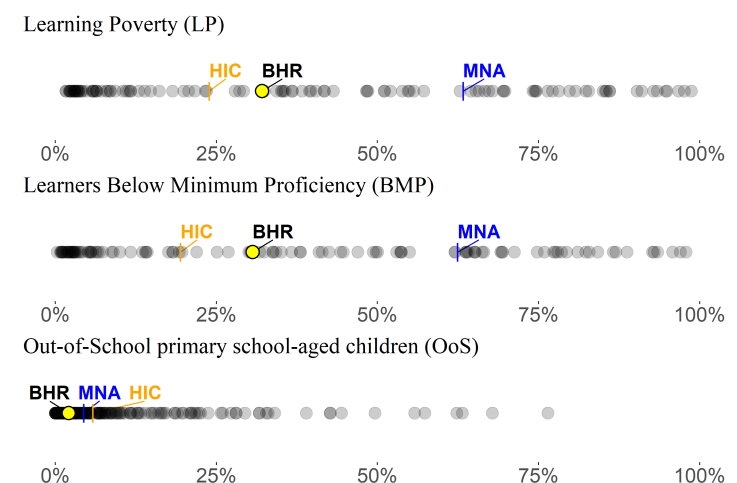 Learning Poverty (LP)
HIC BHR MNA
0% 25% 50% 75% 100%
Learners Below Minimum Proficiency (BMP)
HIC BHR MNA
0% 25% 50% 75% 100%
Out-of-School primary school-aged children (OoS)
BHR MNA HIC
0% 25% 50% 75% 100%